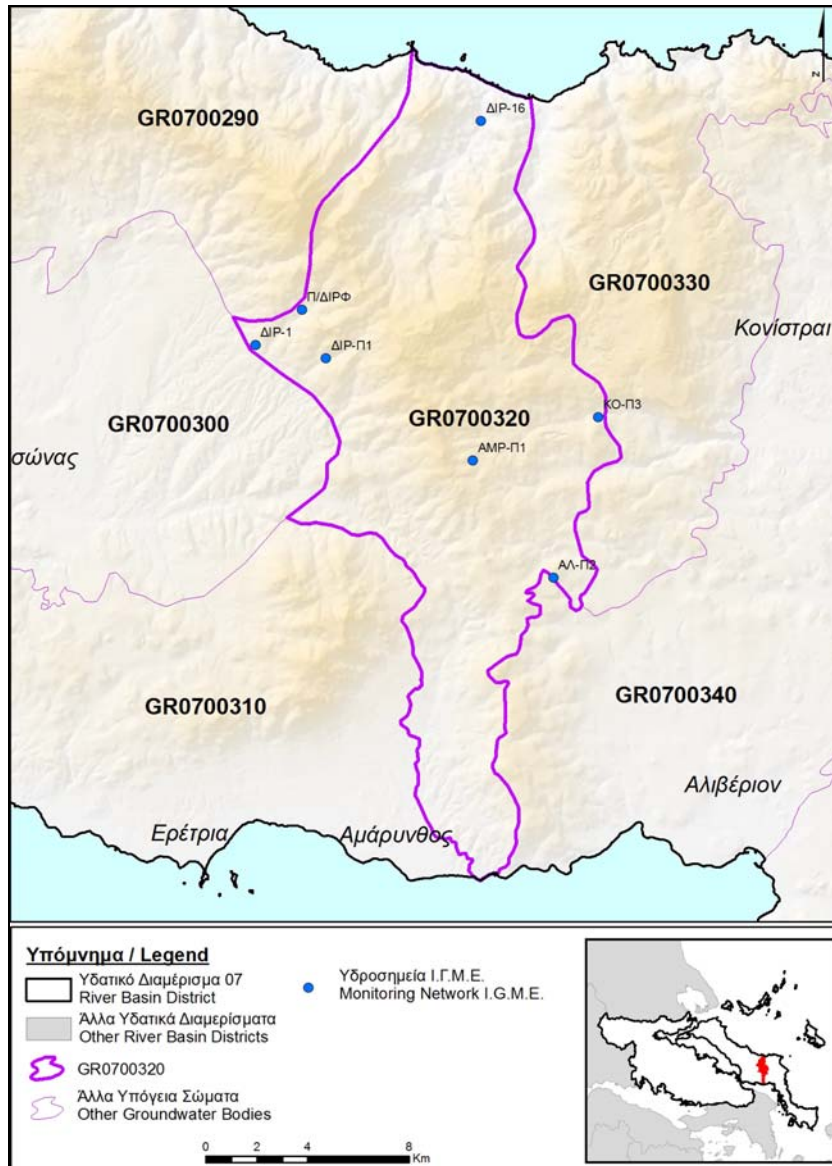 GR0700290
ΔΙΡ-16
N
Π/ΔΙΡΦ
GR0700330
Κονίστραι
ΔΙΡ-1
ΔΙΡ-Π1
GR0700300
GR0700320
ΚΟ-Π3
σώνας
ΑΜΡ-Π1
ΑΛ-Π2
GR0700310
GR0700340
Αλιβέριον
Ερέτρια
Αμάρυνθος
Υπόμνημα / Legend
Υδατικό Διαμέρισμα 07
River Basin District
Άλλα Υδατικά Διαμερίσματα
Other River Basin Districts
GR0700320
Άλλα Υπόγεια Σώματα
Other Groundwater Bodies
Υδροσημεία Ι.Γ.Μ.Ε.
Monitoring Network I.G.M.E.
0 2 4 8
Km